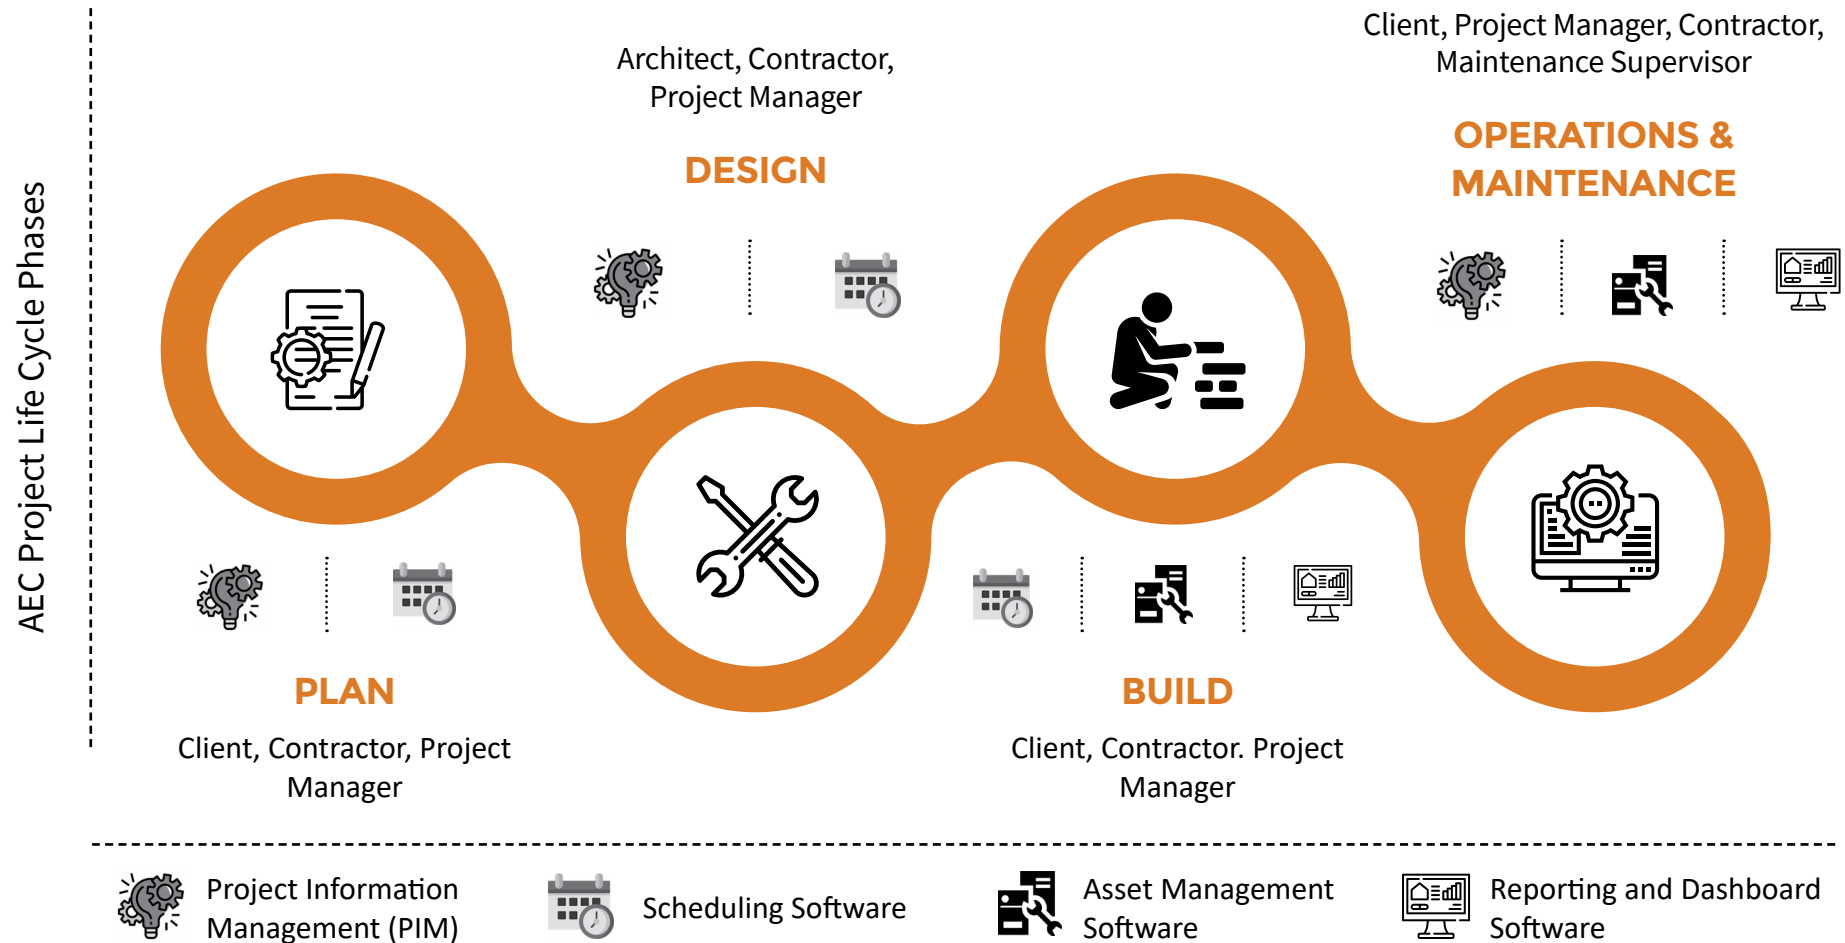 AEC Project Life Cycle Phases
Architect, Contractor,
Project Manager
DESIGN
Client, Project Manager, Contractor,
Maintenance Supervisor
OPERATIONS &
MAINTENANCE
PLAN
Client, Contractor, Project
Manager
BUILD
Client, Contractor. Project
Manager
Project Information
Management (PIM)
Scheduling Software
Asset Management
Software
Reporting and Dashboard
Software